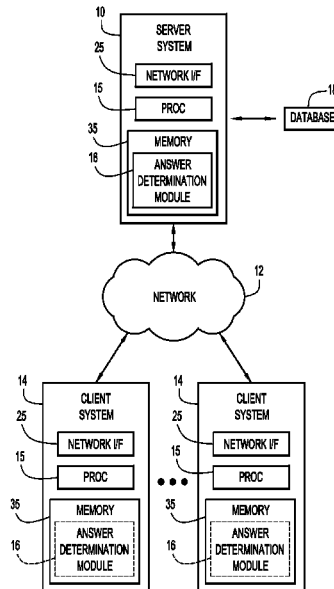 10
SERVER
SYSTEM
25
NETWORK I/F
15
PROC
18
DATABASE
35
MEMORY
16
ANSWER
DETERMINATION
MODULE
NETWORK
12
14
CLIENT
SYSTEM
25
NETWORK I/F
15
PROC
35
MEMORY
16
ANSWER
DETERMINATION
MODULE
14
CLIENT
SYSTEM
25
NETWORK I/F
15
PROC
35
MEMORY
16
ANSWER
DETERMINATION
MODULE